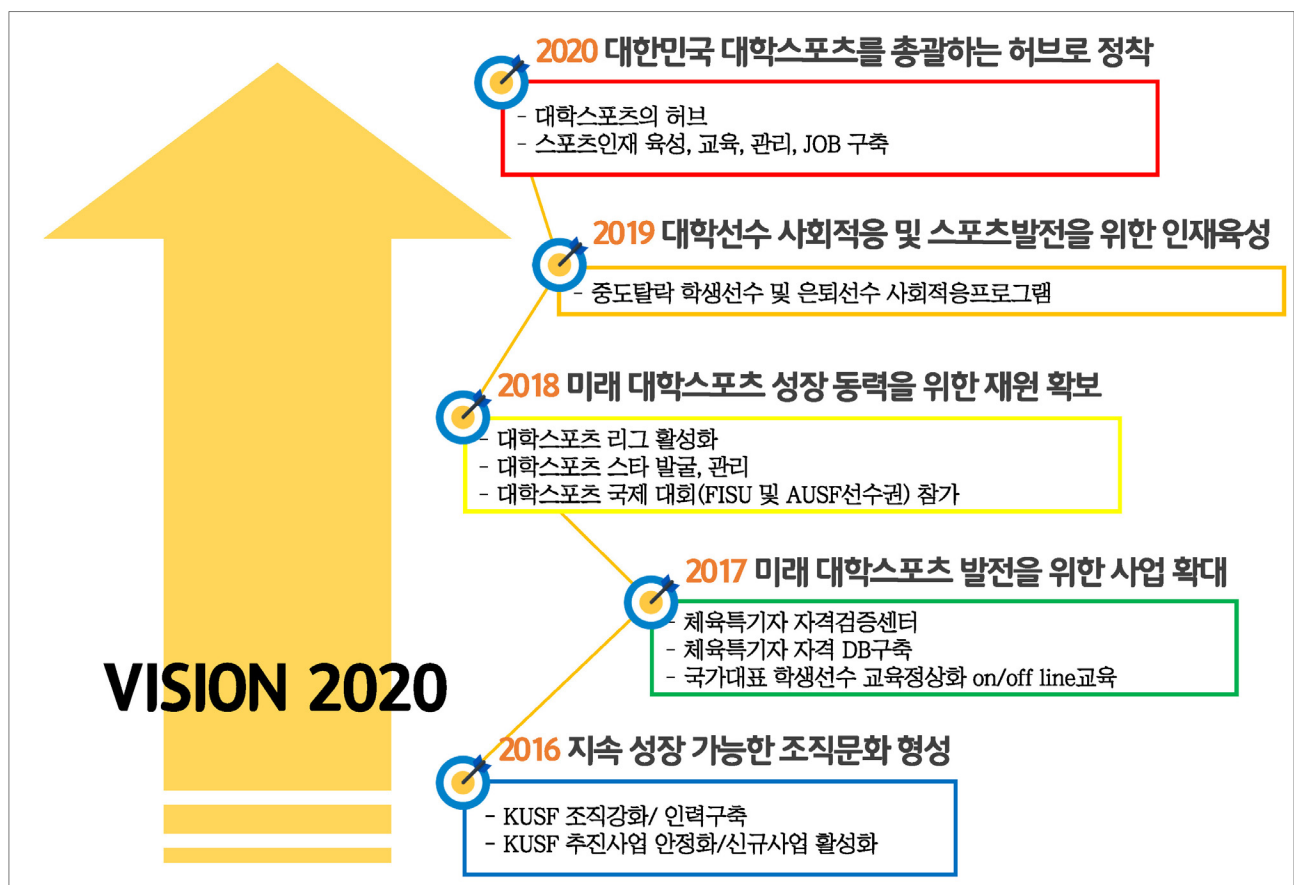 2020 대한민국 대학스포츠를 총괄하는 허브로 정착
- 대학스포츠의 허브
- 스포츠인재 육성, 교육, 관리, JOB 구축
2019 대학선수 사회적응 및 스포츠발전을 위한 인재육성
- 중도탈락 학생선수 및 은퇴선수 사회적응프로그램
2018 미래 대학스포츠 성장 동력을 위한 재원 확보
- 대학스포츠 리그 활성화
- 대학스포츠 스타 발굴, 관리
- 대학스포츠 국제 대회(FISU 및 AUSF선수권) 참가
2017 미래 대학스포츠 발전을 위한 사업 확대
- 체육특기자 자격검증센터
- 체육특기자 자격 DB구축
- 국가대표 학생선수 교육정상화 on/off line교육
VISION 2020
2016 지속 성장 가능한 조직문화 형성
- KUSF 조직강화/ 인력구축
- KUSF 추진사업 안정화/신규사업 활성화